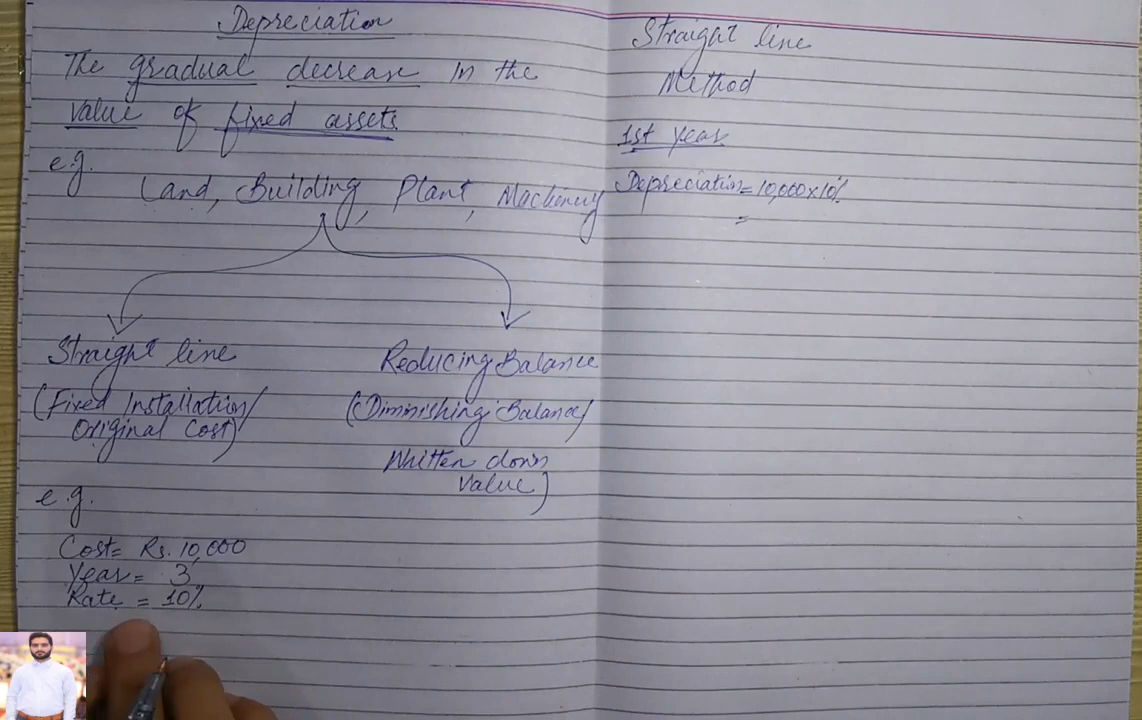 Depreciation
The gradual decrease in the
value of fixed assets.
e.g.
Land, Building, Plant, Machinery
Straight line
(Fixed Installation/
Original Cost)
Reducing Balance
(Diminishing Balance/
Written down
value)
e.g.
Cost= Rs. 10,000
Year = 3
Rate = 10%.
Straight line
Method
1st year
Depreciation= 10,000x10%
=